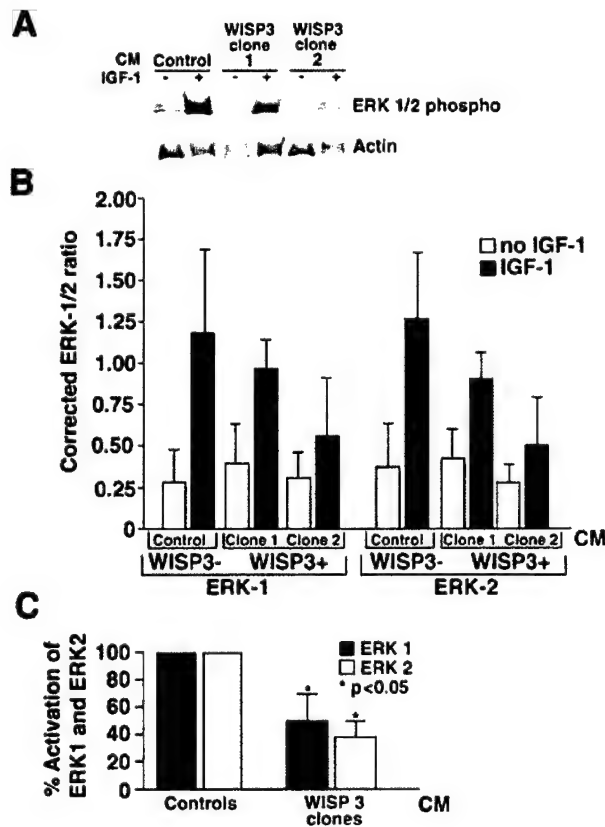 A
WISP3 WISP3
clone clone
CM Control 1 2
IGF-1 - + - + - +
ERK 1/2 phospho
Actin
B
Corrected ERK-1/2 ratio
2.00
1.75
1.50
1.25
1.00
0.75
0.50
0.25
0
no IGF-1
IGF-1
Control Clone 1 Clone 2 Control Clone 1 Clone 2 CM
WISP3- WISP3+ WISP3- WISP3+
ERK-1 ERK-2
C
% Activation of
ERK1 and ERK2
100
80
60
40
20
0
ERK 1
ERK 2
* p<0.05
* *
Controls WISP 3 CM
clones